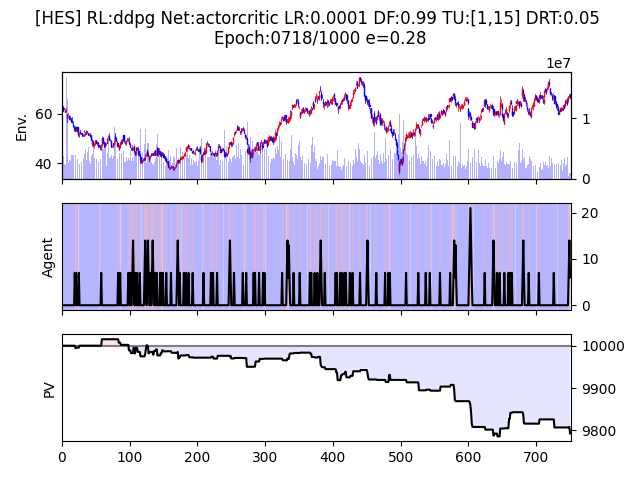 [HES] RL:ddpg Net:actorcritic LR:0.0001 DF:0.99 TU:[1,15] DRT:0.05
Epoch:0718/1000 e=0.28
1e7
Env.
60
40
1
0
Agent
20
10
0
PV
10000
9900
9800
0 100 200 300 400 500 600 700